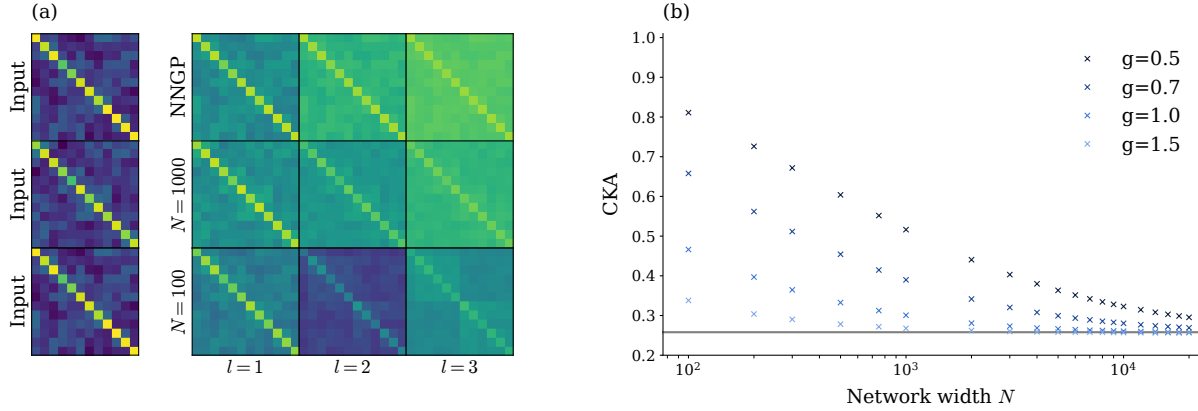 (a)
Input
Input
Input
NNGP
N = 1000
N = 100
l = 1
l = 2
l = 3
(b)
CKA
1.0
0.9
0.8
0.7
0.6
0.5
0.4
0.3
0.2
10²
10³
10⁴
Network width N
g=0.5
g=0.7
g=1.0
g=1.5